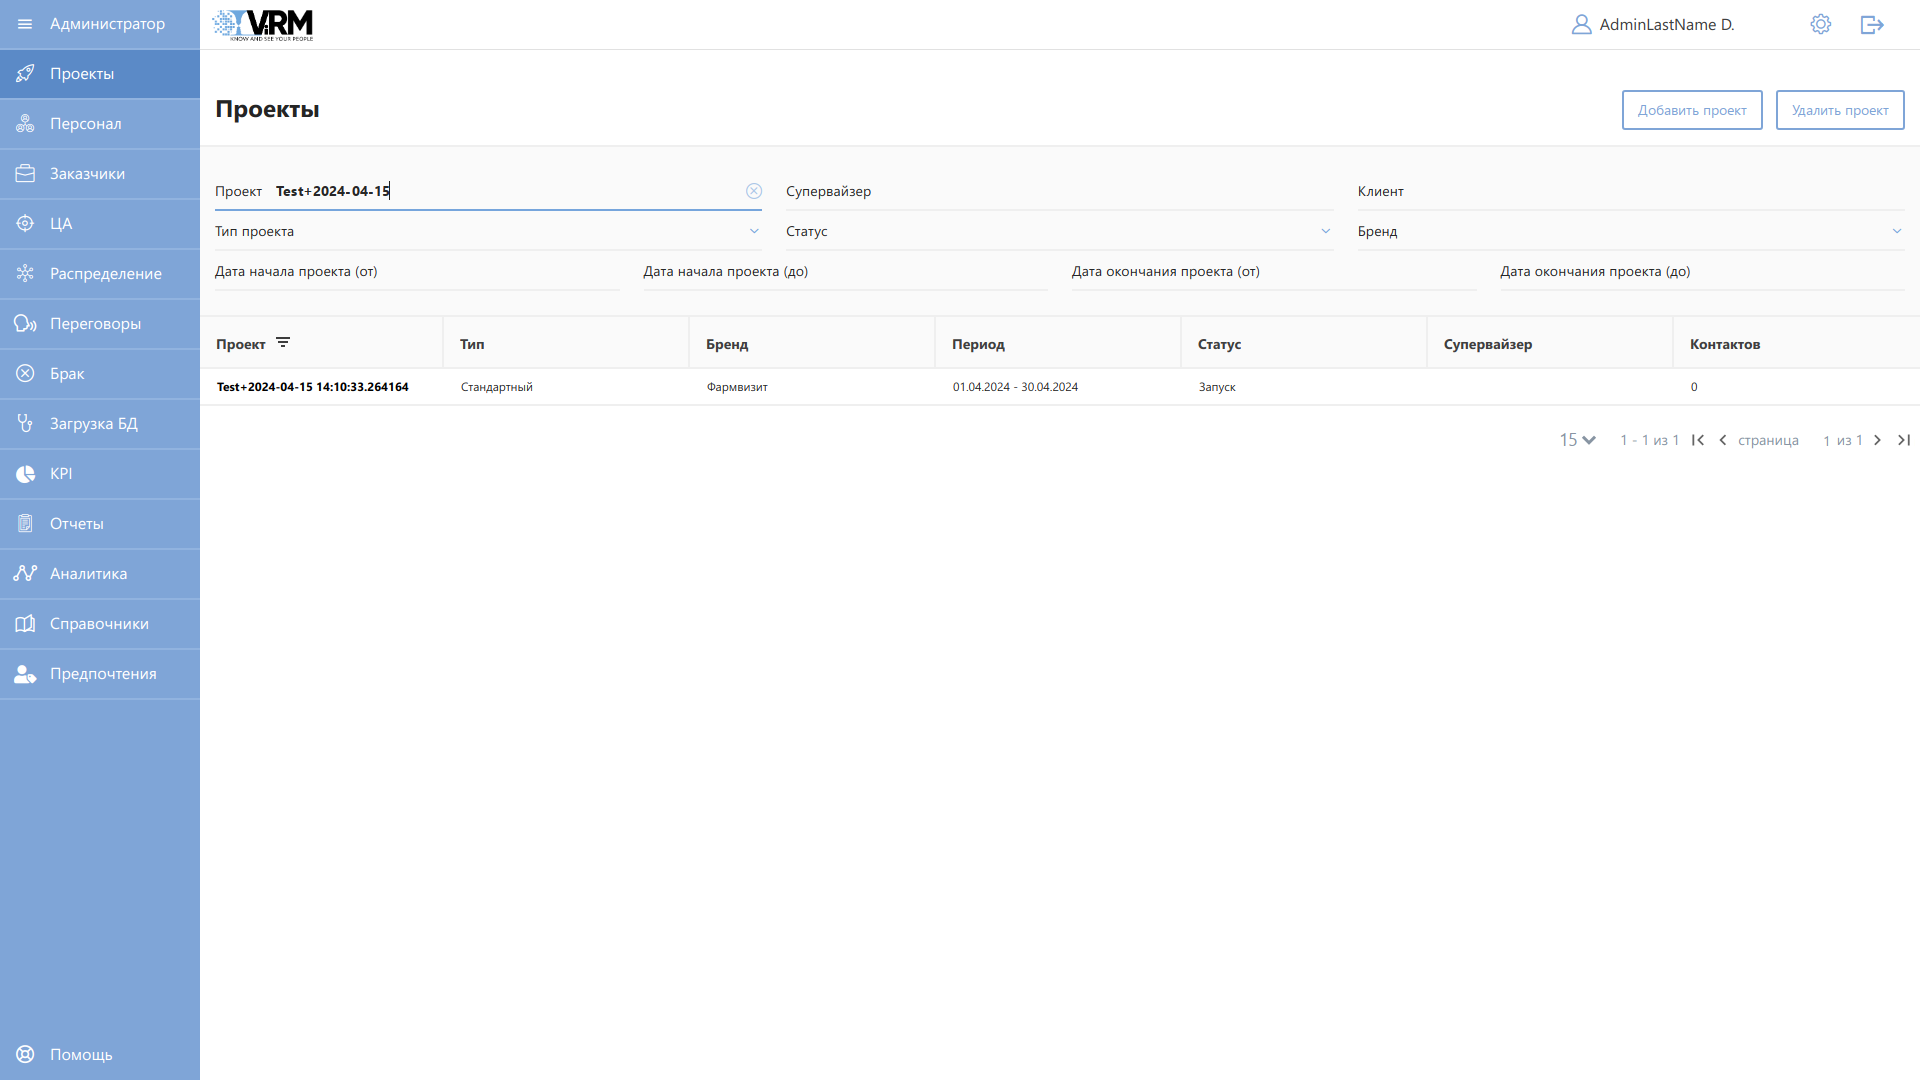 Администратор
ViRM
KNOW AND SEE YOUR PEOPLE
AdminLastName D.
Проекты
Персонал
Заказчики
ЦА
Распределение
Переговоры
Брак
Загрузка БД
KPI
Отчеты
Аналитика
Справочники
Предпочтения
Помощь
Проекты
Добавить проект
Удалить проект
Проект Test+2024-04-15
Супервайзер
Клиент
Тип проекта
Статус
Бренд
Дата начала проекта (от)
Дата начала проекта (до)
Дата окончания проекта (от)
Дата окончания проекта (до)
Проект Тип Бренд Период Статус Супервайзер Контактов
Test+2024-04-15 14:10:33.264164 Стандартный Фармвизит 01.04.2024 - 30.04.2024 Запуск 0
15 1 - 1 из 1 страница 1 из 1